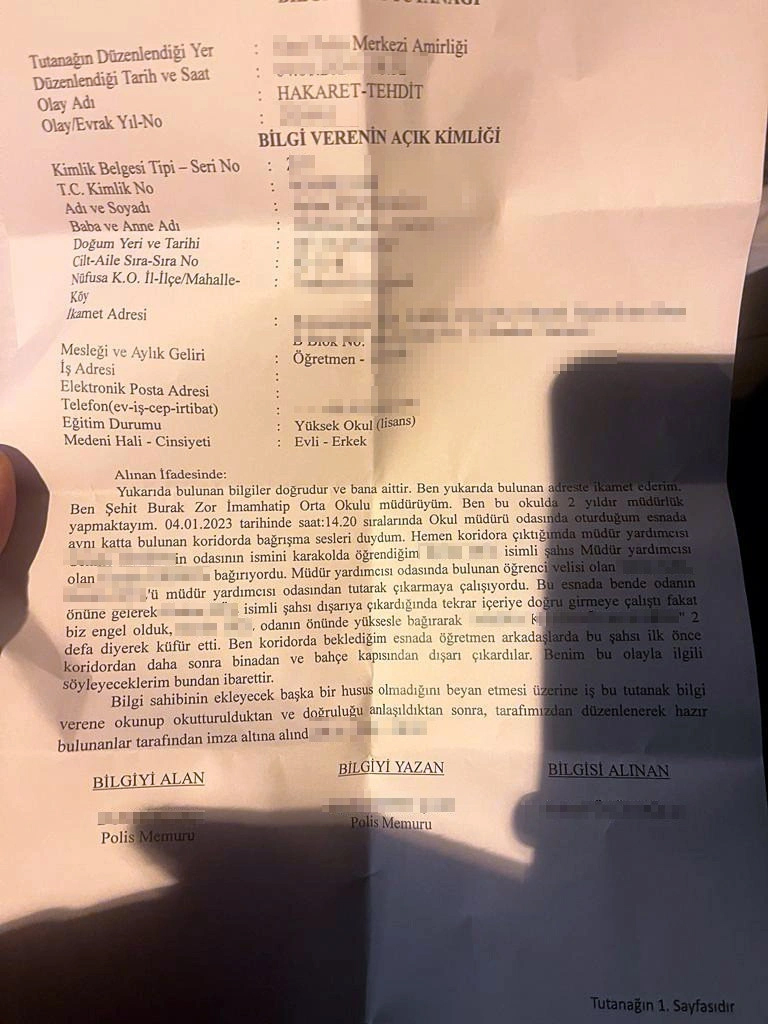 Tutanağın Düzenlendiği Yer : Merkezi Amirliği
Düzenlendiği Tarih ve Saat :
Olay Adı : HAKARET-TEHDİT
Olay/Evrak Yıl-No :
BİLGİ VERENİN AÇIK KİMLİĞİ
Kimlik Belgesi Tipi – Seri No :
T.C. Kimlik No :
Adı ve Soyadı :
Baba ve Anne Adı :
Doğum Yeri ve Tarihi :
Cilt-Aile Sıra-Sıra No :
Nüfusa K.O. İl-İlçe/Mahalle- :
Köy
İkamet Adresi :
B Blok No:
Mesleği ve Aylık Geliri : Öğretmen -
İş Adresi :
Elektronik Posta Adresi :
Telefon(ev-iş-cep-irtibat) :
Eğitim Durumu : Yüksek Okul (lisans)
Medeni Hali - Cinsiyeti : Evli - Erkek
Alınan İfadesinde:
Yukarıda bulunan bilgiler doğrudur ve bana aittir. Ben yukarıda bulunan adreste ikamet ederim.
Ben Şehit Burak Zor İmamhatip Orta Okulu müdürüyüm. Ben bu okulda 2 yıldır müdürlük
yapmaktayım. 04.01.2023 tarihinde saat:14.20 sıralarında Okul müdürü odasında oturduğum esnada
aynı katta bulunan koridorda bağrışma sesleri duydum. Hemen koridora çıktığımda müdür yardımcısı
in odasının ismini karakolda öğrendiğim isimli şahıs Müdür yardımcısı
olan bağırıyordu. Müdür yardımcısı odasında bulunan öğrenci velisi olan
'ü müdür yardımcısı odasından tutarak çıkarmaya çalışıyordu. Bu esnada bende odanın
önüne gelerek isimli şahsı dışarıya çıkardığında tekrar içeriye doğru girmeye çalıştı fakat
biz engel olduk, , odanın önünde yüksesle bağırarak " 2
defa diyerek küfür etti. Ben koridorda beklediğim esnada öğretmen arkadaşlarda bu şahsı ilk önce
koridordan daha sonra binadan ve bahçe kapısından dışarı çıkardılar. Benim bu olayla ilgili
söyleyeceklerim bundan ibarettir.
Bilgi sahibinin ekleyecek başka bir husus olmadığını beyan etmesi üzerine iş bu tutanak bilgi
verene okunup okutturulduktan ve doğruluğu anlaşıldıktan sonra, tarafımızdan düzenlenerek hazır
bulunanlar tarafından imza altına alınd
BİLGİYİ ALAN BİLGİYİ YAZAN BİLGİSİ ALINAN
Polis Memuru Polis Memuru
Tutanağın 1. Sayfasıdır